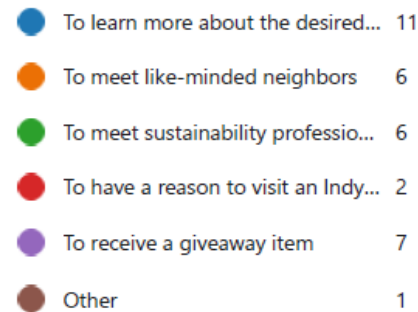 To learn more about the desired... 11
To meet like-minded neighbors 6
To meet sustainability professio... 6
To have a reason to visit an Indy... 2
To receive a giveaway item 7
Other 1